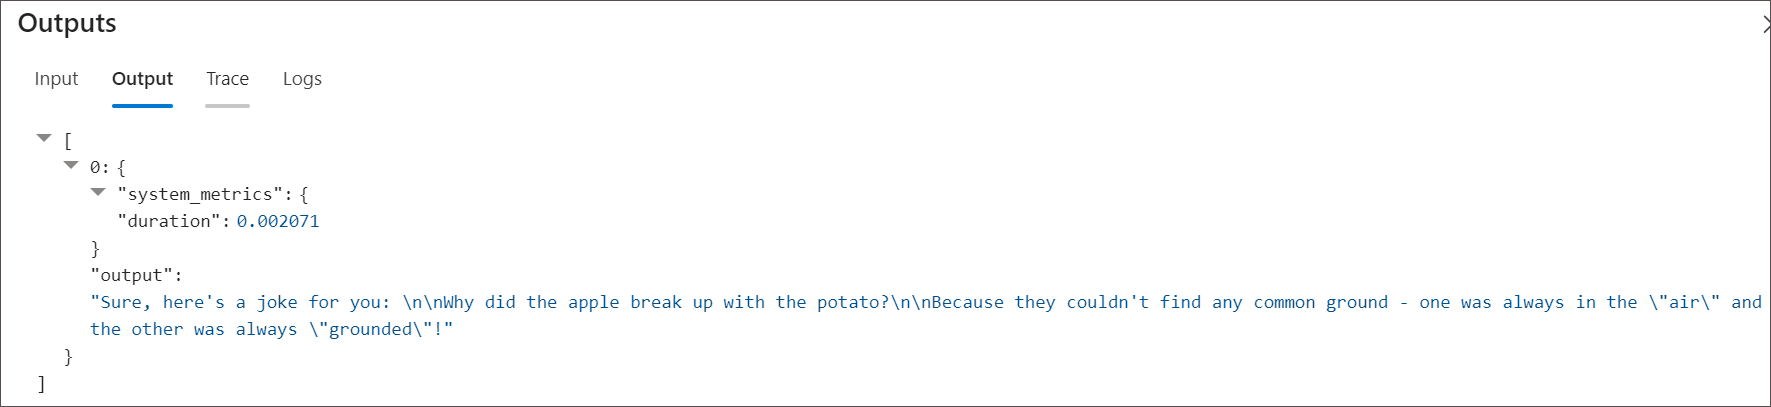 Outputs
Input Output Trace Logs
[
0: {
"system_metrics": {
"duration": 0.002071
}
"output":
"Sure, here's a joke for you: \n\nWhy did the apple break up with the potato?\n\nBecause they couldn't find any common ground - one was always in the \"air\" and
the other was always \"grounded\"!"
}
]